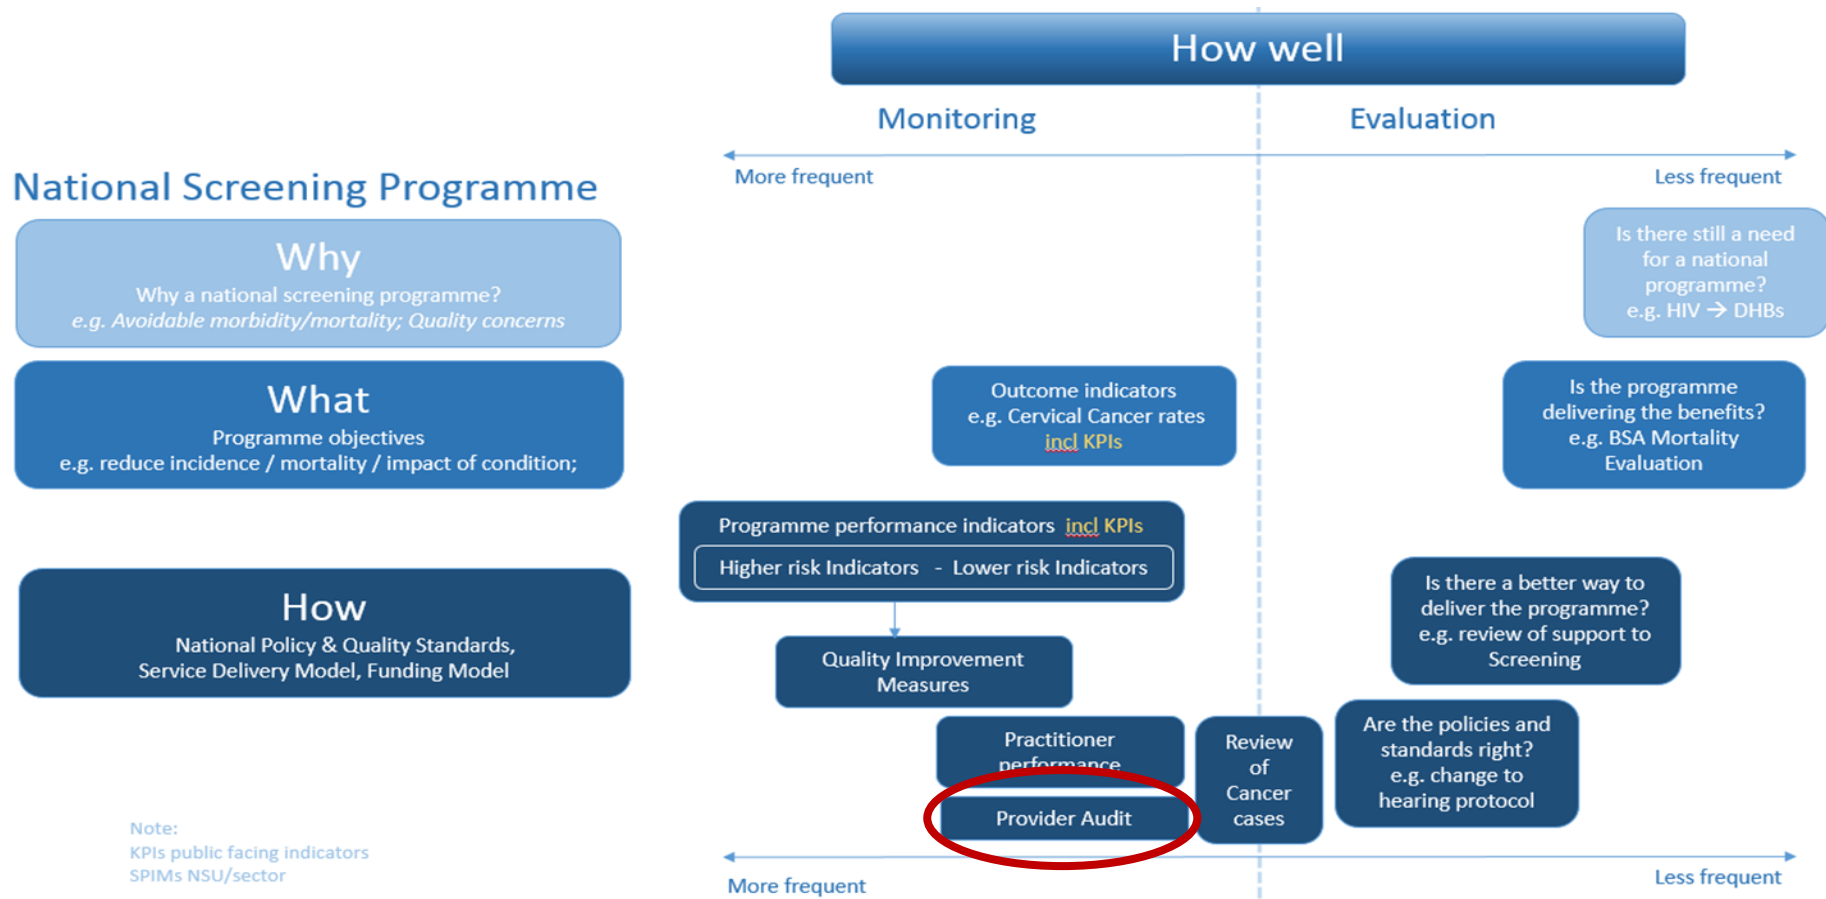 How well
Monitoring
Evaluation
More frequent
Less frequent
National Screening Programme
Why
Why a national screening programme?
e.g. Avoidable morbidity/mortality; Quality concerns
Is there still a need
for a national
programme?
e.g. HIV → DHBs
What
Programme objectives
e.g. reduce incidence / mortality / impact of condition;
Outcome indicators
e.g. Cervical Cancer rates
incl KPIs
Is the programme
delivering the benefits?
e.g. BSA Mortality
Evaluation
Programme performance indicators incl KPIs
Higher risk Indicators - Lower risk Indicators
How
National Policy & Quality Standards,
Service Delivery Model, Funding Model
Quality Improvement
Measures
Is there a better way to
deliver the programme?
e.g. review of support to
Screening
Practitioner
performance
Provider Audit
Review
of
Cancer
cases
Are the policies and
standards right?
e.g. change to
hearing protocol
Note:
KPIs public facing indicators
SPIMs NSU/sector
More frequent
Less frequent